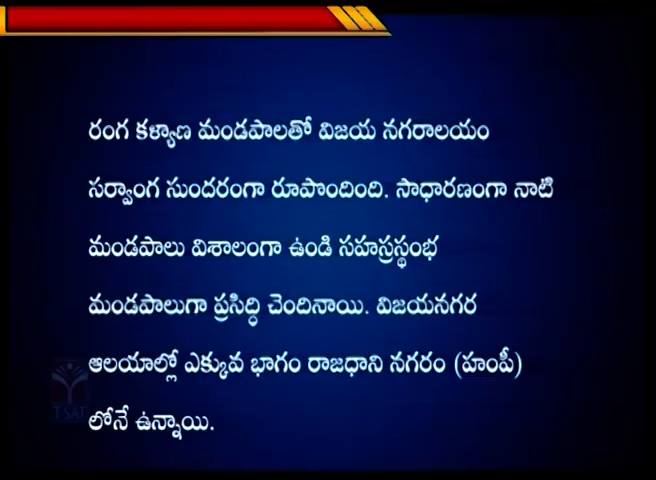 రంగ కళ్యాణ మండపాలతో విజయ నగరాలయం
సర్వాంగ సుందరంగా రూపొందింది. సాధారణంగా నాటి
మండపాలు విశాలంగా ఉండి సహస్రస్థంభ
మండపాలుగా ప్రసిద్ధి చెందినాయి. విజయనగర
ఆలయాల్లో ఎక్కువ భాగం రాజధాని నగరం (హంపీ)
లోనే ఉన్నాయి.
T-SAT